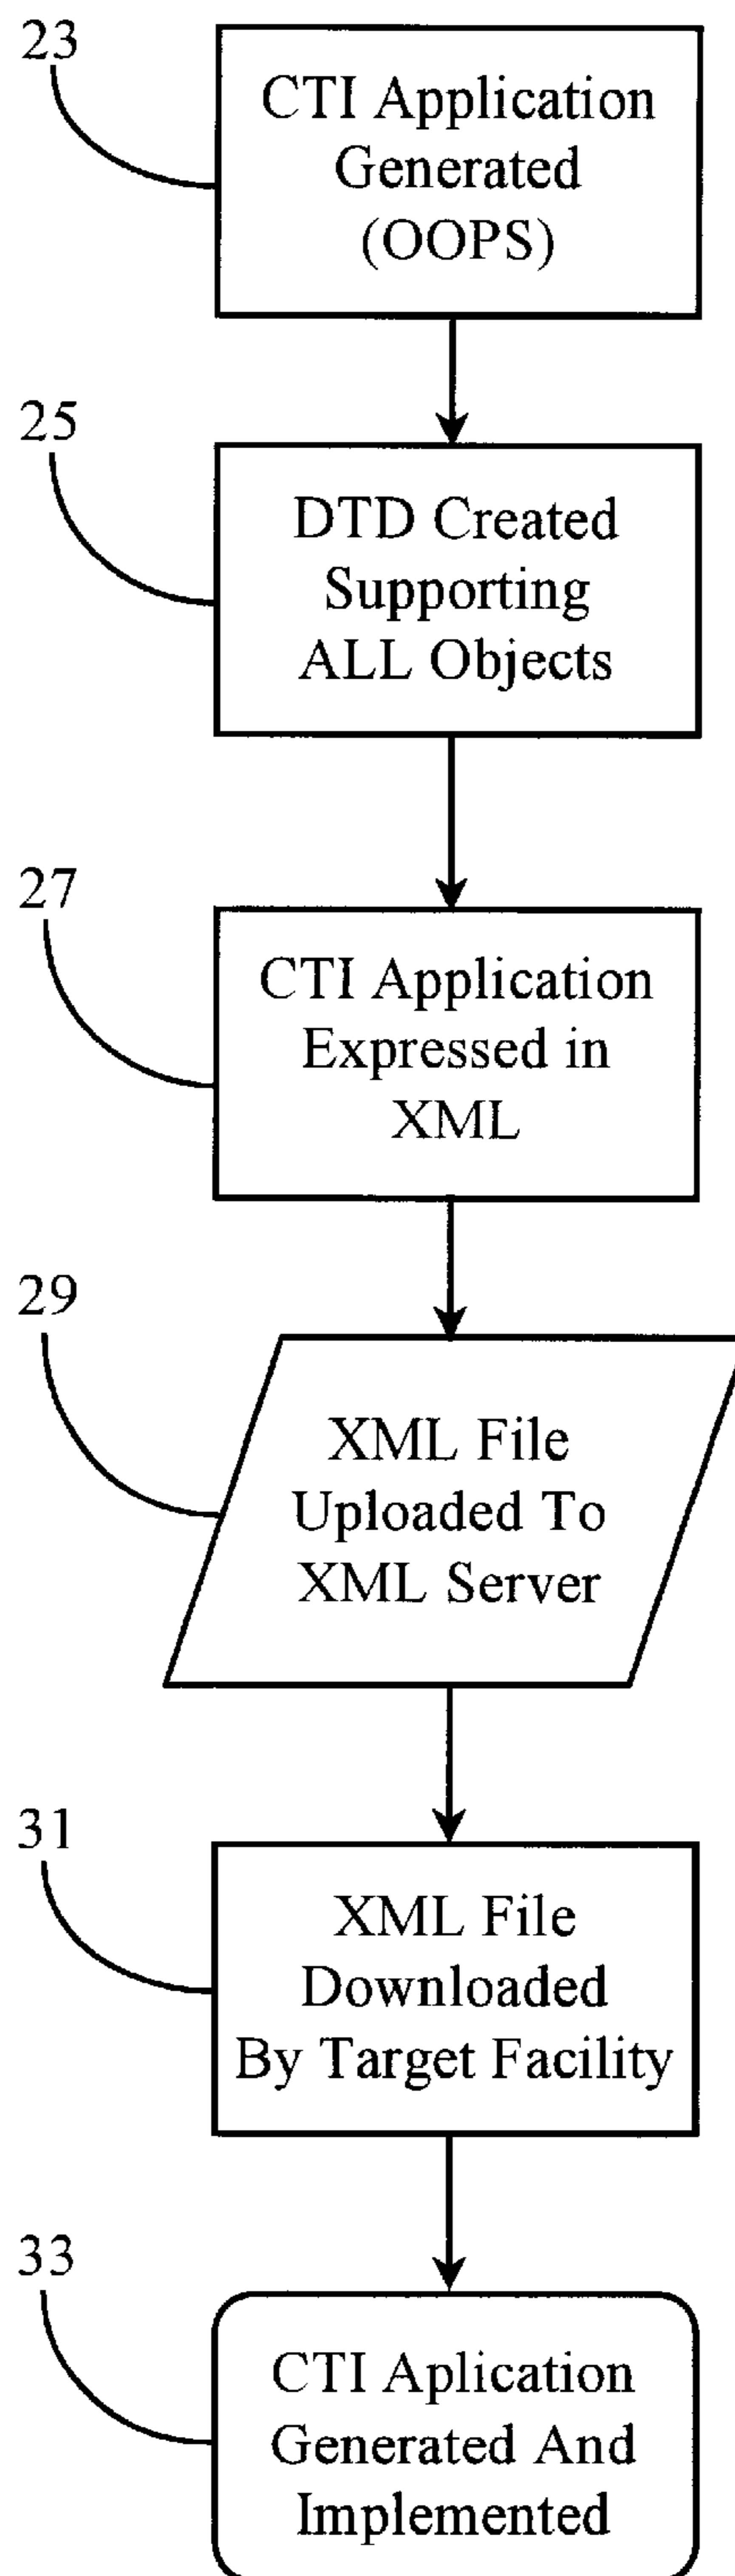 23
CTI Application
Generated
(OOPS)
25
DTD Created
Supporting
ALL Objects
27
CTI Application
Expressed in
XML
29
XML File
Uploaded To
XML Server
31
XML File
Downloaded
By Target Facility
33
CTI Aplication
Generated And
Implemented